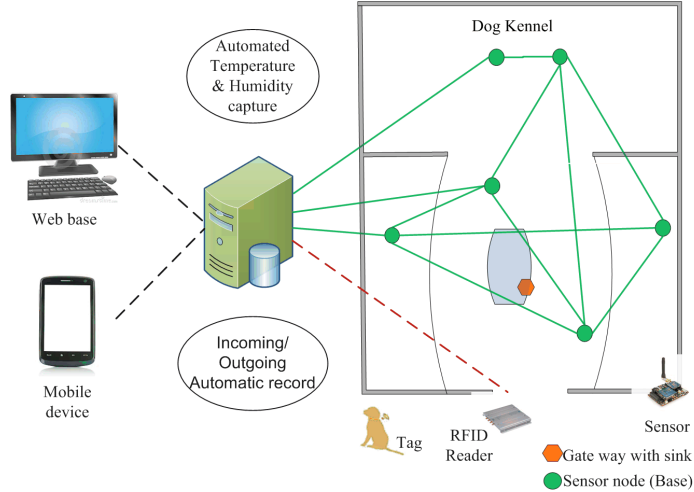 Dog Kennel
Automated
Temperature
& Humidity
capture
Web base
Incoming/
Outgoing
Automatic record
Mobile
device
Tag
RFID
Reader
Sensor
Gate way with sink
Sensor node (Base)